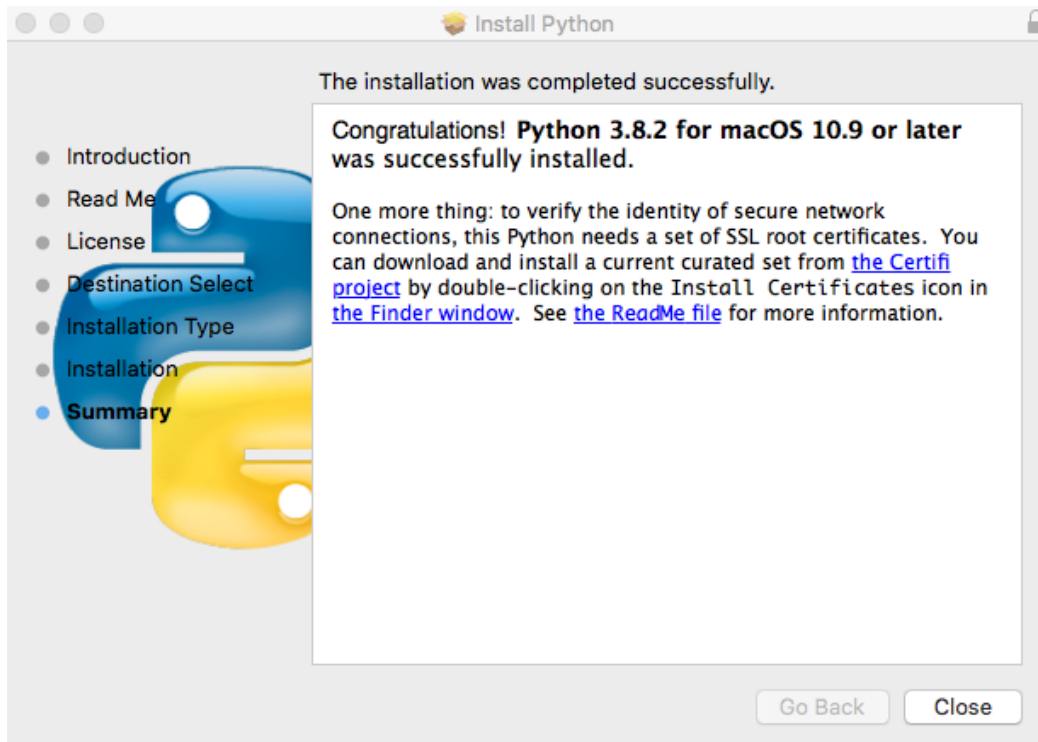 Install Python
The installation was completed successfully.
Introduction
Read Me
License
Destination Select
Installation Type
Installation
Summary
Congratulations! Python 3.8.2 for macOS 10.9 or later
was successfully installed.
One more thing: to verify the identity of secure network
connections, this Python needs a set of SSL root certificates.  You
can download and install a current curated set from the Certifi
project by double-clicking on the Install Certificates icon in
the Finder window.  See the ReadMe file for more information.
Go Back
Close